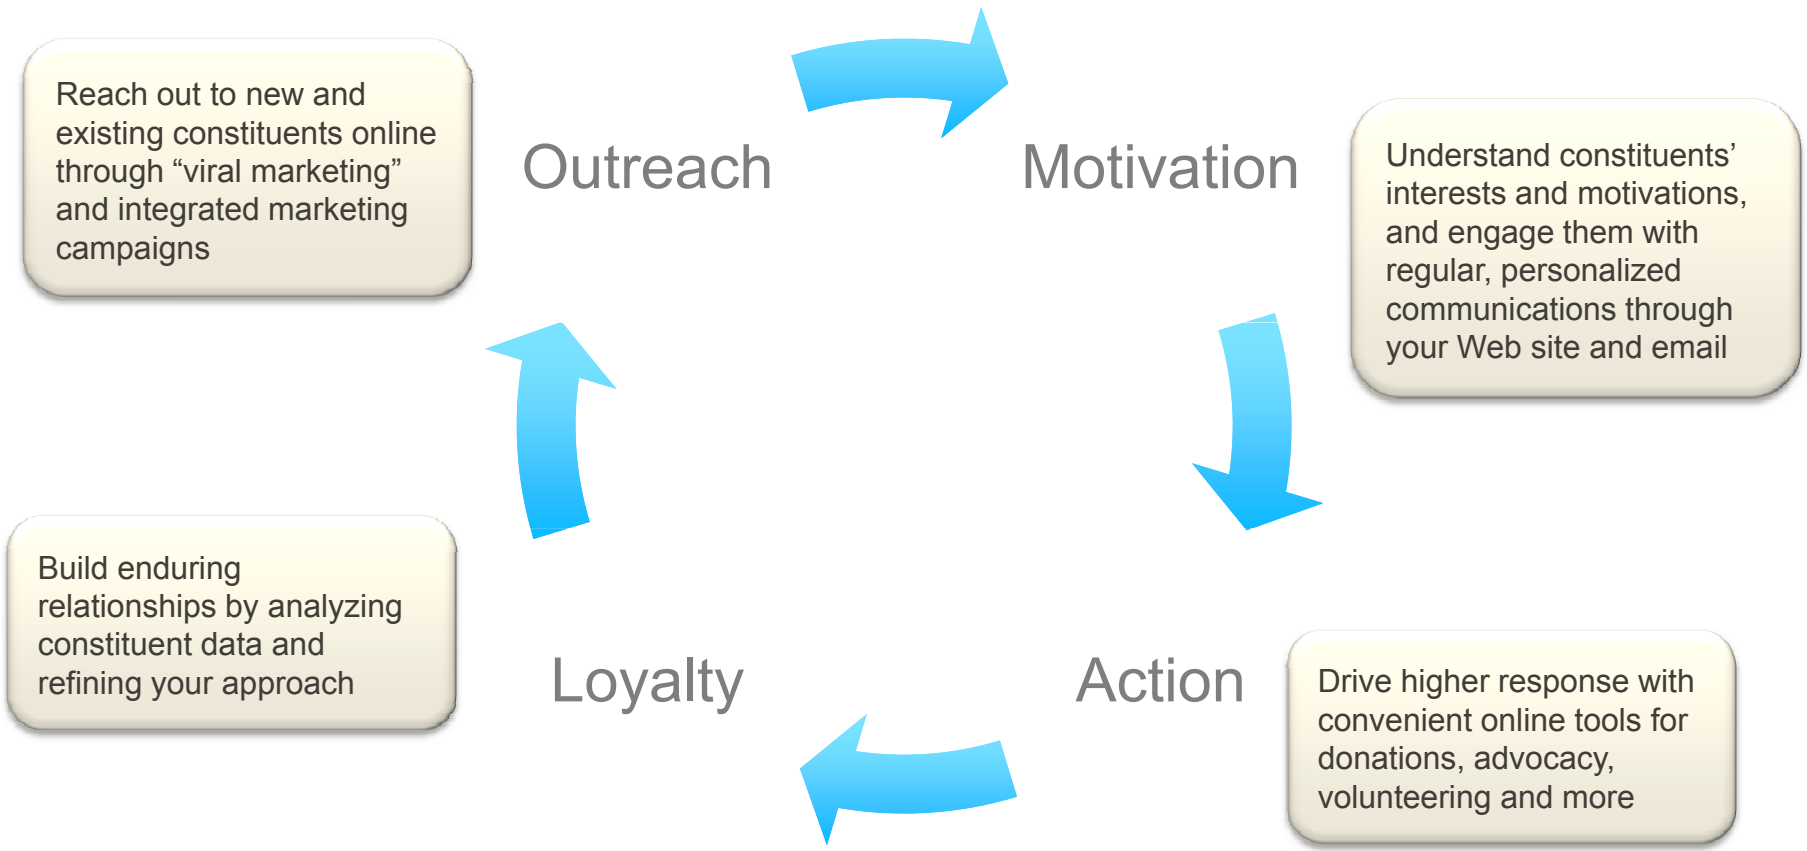 Reach out to new and
existing constituents online
through “viral marketing”
and integrated marketing
campaigns
Outreach
Motivation
Understand constituents’
interests and motivations,
and engage them with
regular, personalized
communications through
your Web site and email
Build enduring
relationships by analyzing
constituent data and
refining your approach
Loyalty
Action
Drive higher response with
convenient online tools for
donations, advocacy,
volunteering and more